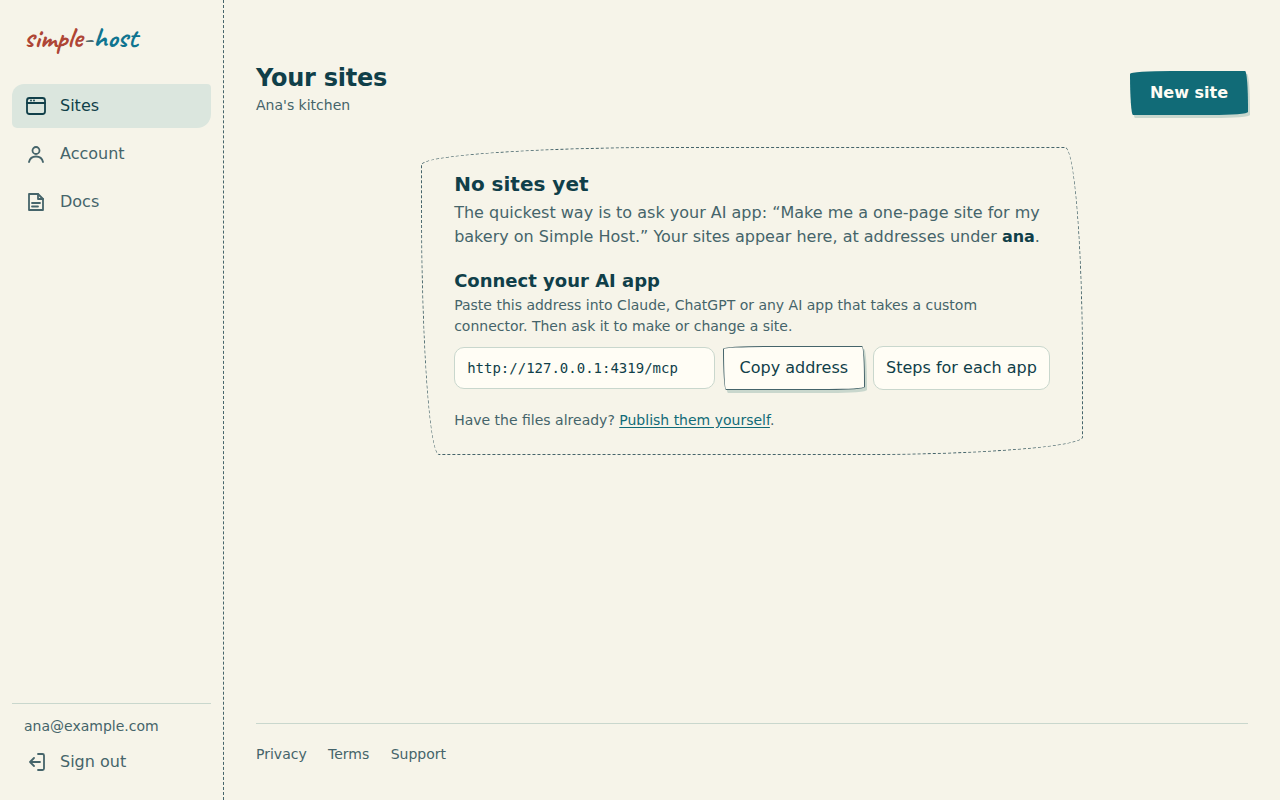 simple-host
Sites
Account
Docs
ana@example.com
Sign out
Your sites
Ana's kitchen
New site
No sites yet
The quickest way is to ask your AI app: “Make me a one-page site for my
bakery on Simple Host.” Your sites appear here, at addresses under ana.
Connect your AI app
Paste this address into Claude, ChatGPT or any AI app that takes a custom
connector. Then ask it to make or change a site.
http://127.0.0.1:4319/mcp
Copy address
Steps for each app
Have the files already? Publish them yourself.
Privacy
Terms
Support